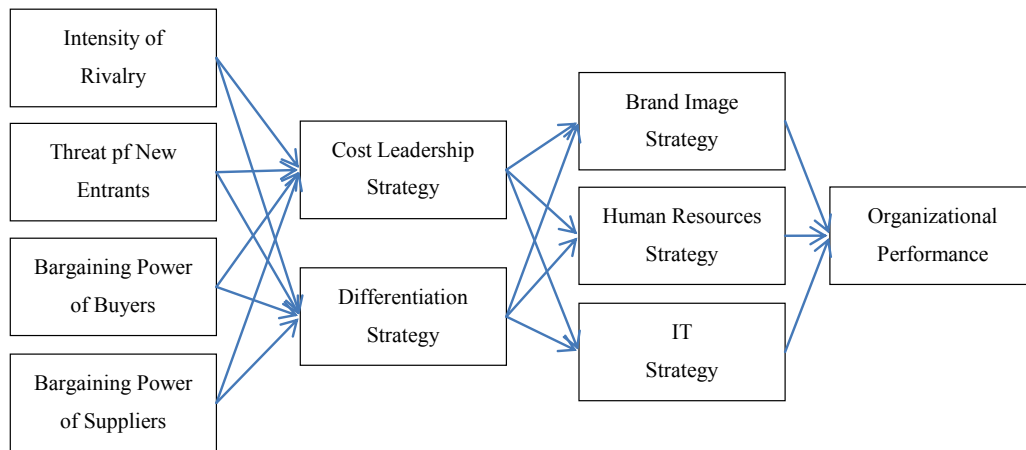 Intensity of
Rivalry
Threat pf New
Entrants
Bargaining Power
of Buyers
Bargaining Power
of Suppliers
Cost Leadership
Strategy
Differentiation
Strategy
Brand Image
Strategy
Human Resources
Strategy
IT
Strategy
Organizational
Performance